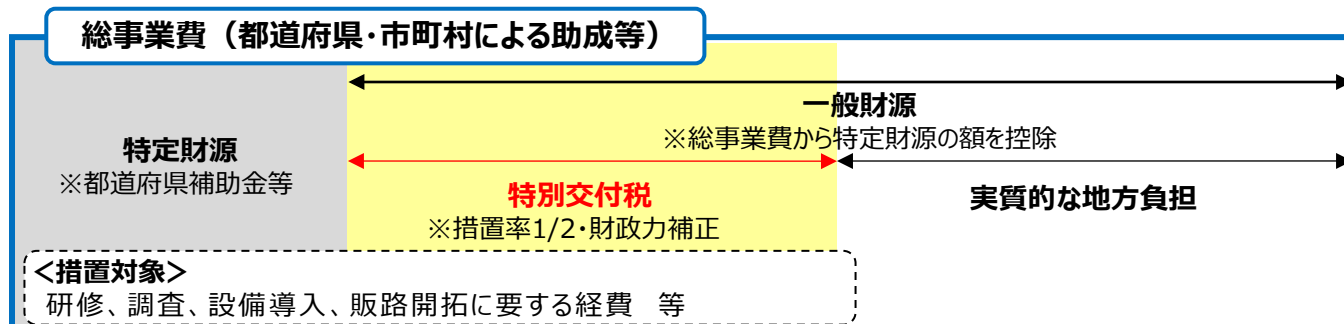 総事業費（都道府県・市町村による助成等）
一般財源
※総事業費から特定財源の額を控除
特定財源
※都道府県補助金等
特別交付税
※措置率1/2・財政力補正
実質的な地方負担
＜措置対象＞
研修、調査、設備導入、販路開拓に要する経費　等